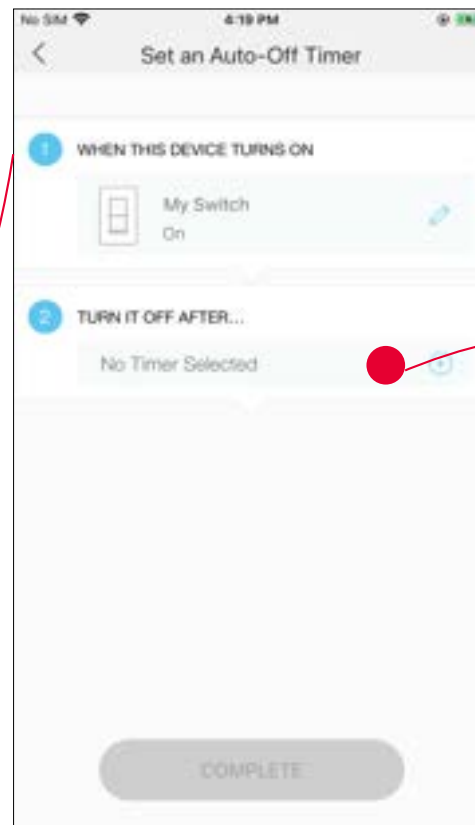 No SIM 4:19 PM
Set an Auto-Off Timer
1 WHEN THIS DEVICE TURNS ON
My Switch
On
2 TURN IT OFF AFTER...
No Timer Selected
COMPLETE